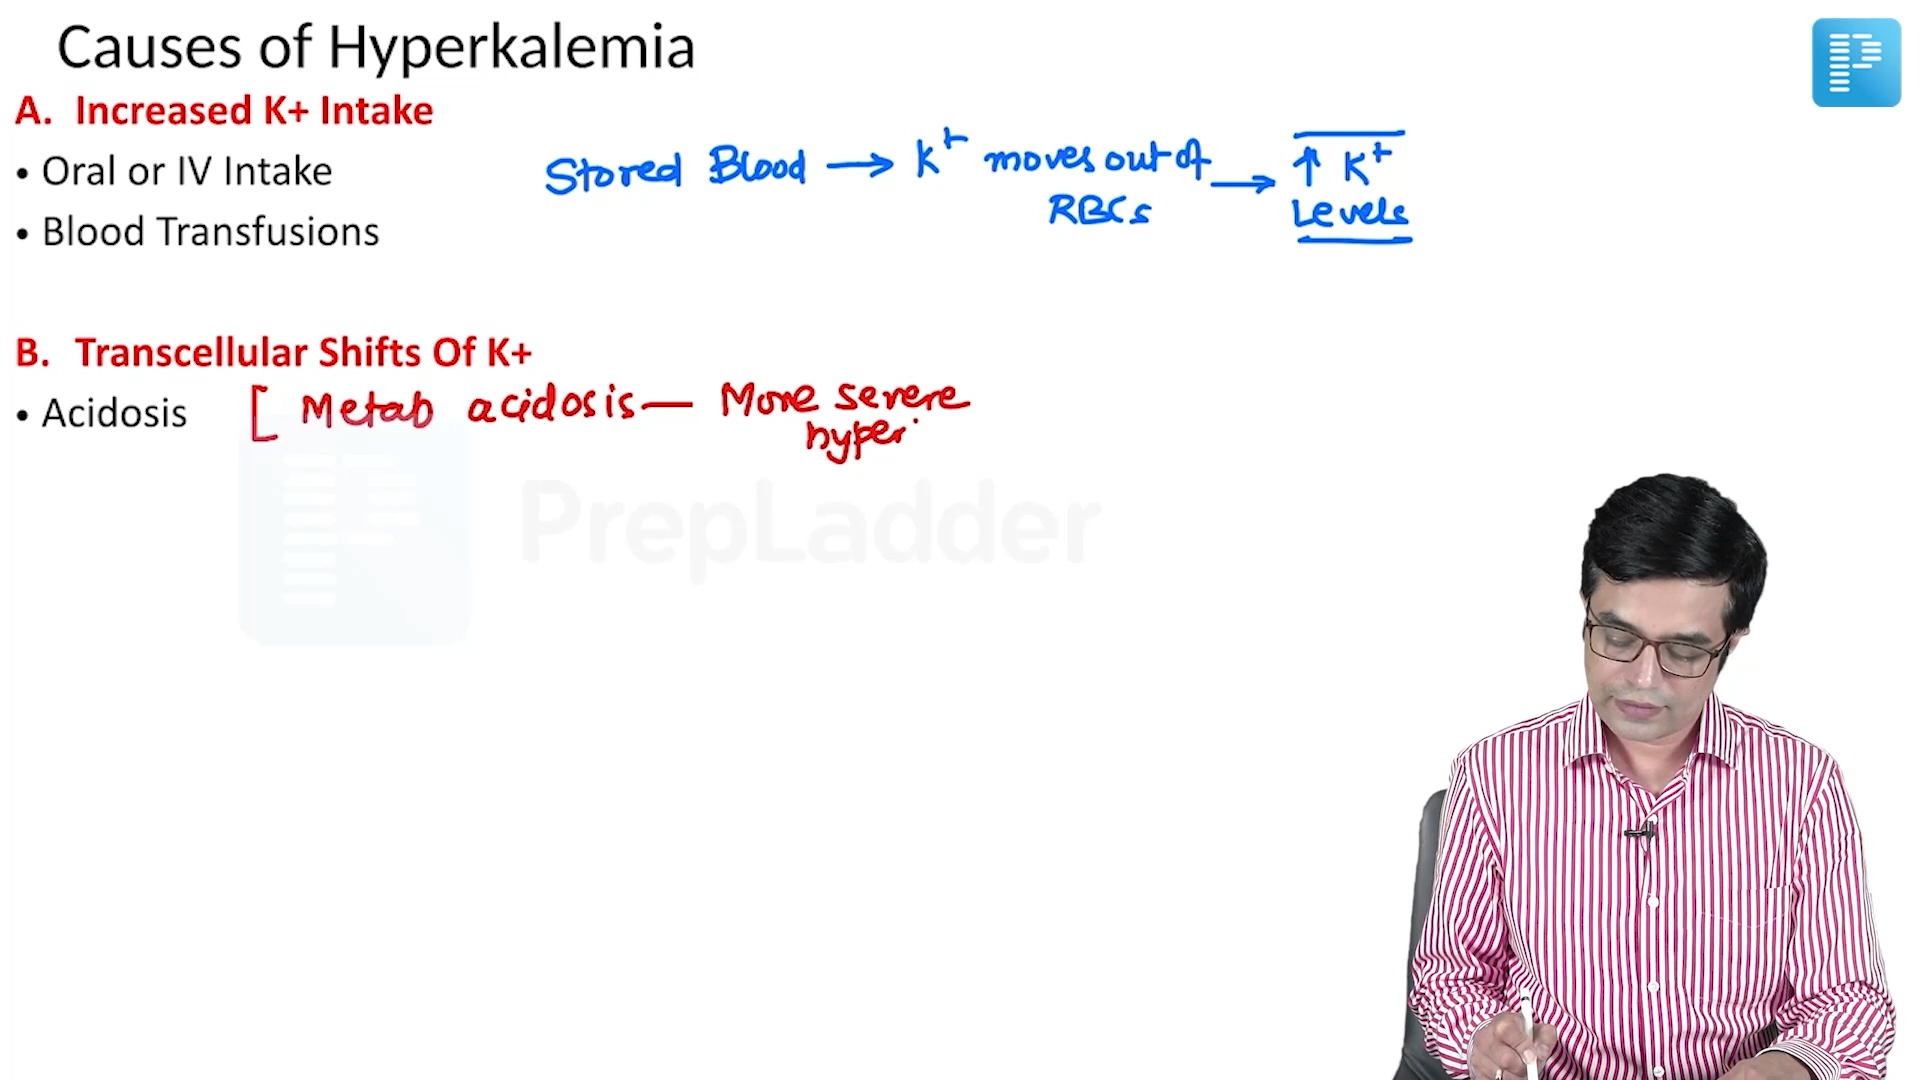 Causes of Hyperkalemia
A. Increased K+ Intake
• Oral or IV Intake
• Blood Transfusions
Stored Blood → K+ moves out of → ↑ K+
RBCs Levels
B. Transcellular Shifts Of K+
• Acidosis [ Metab acidosis — More severe
hyper
PrepLadder